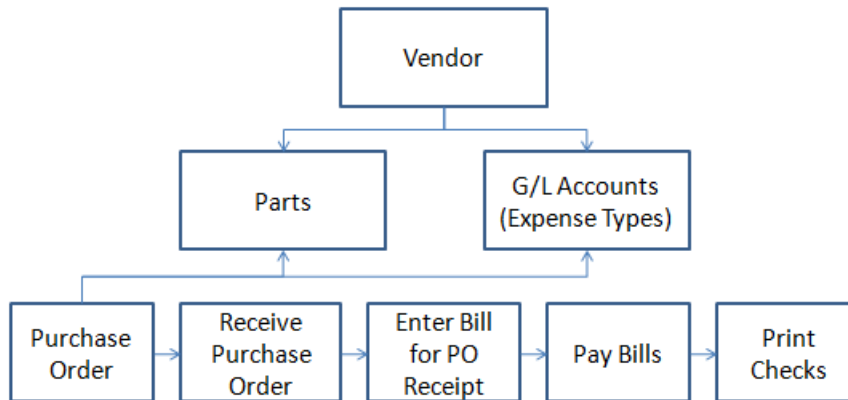 Vendor
Parts
G/L Accounts
(Expense Types)
Purchase
Order
Receive
Purchase
Order
Enter Bill
for PO
Receipt
Pay Bills
Print
Checks